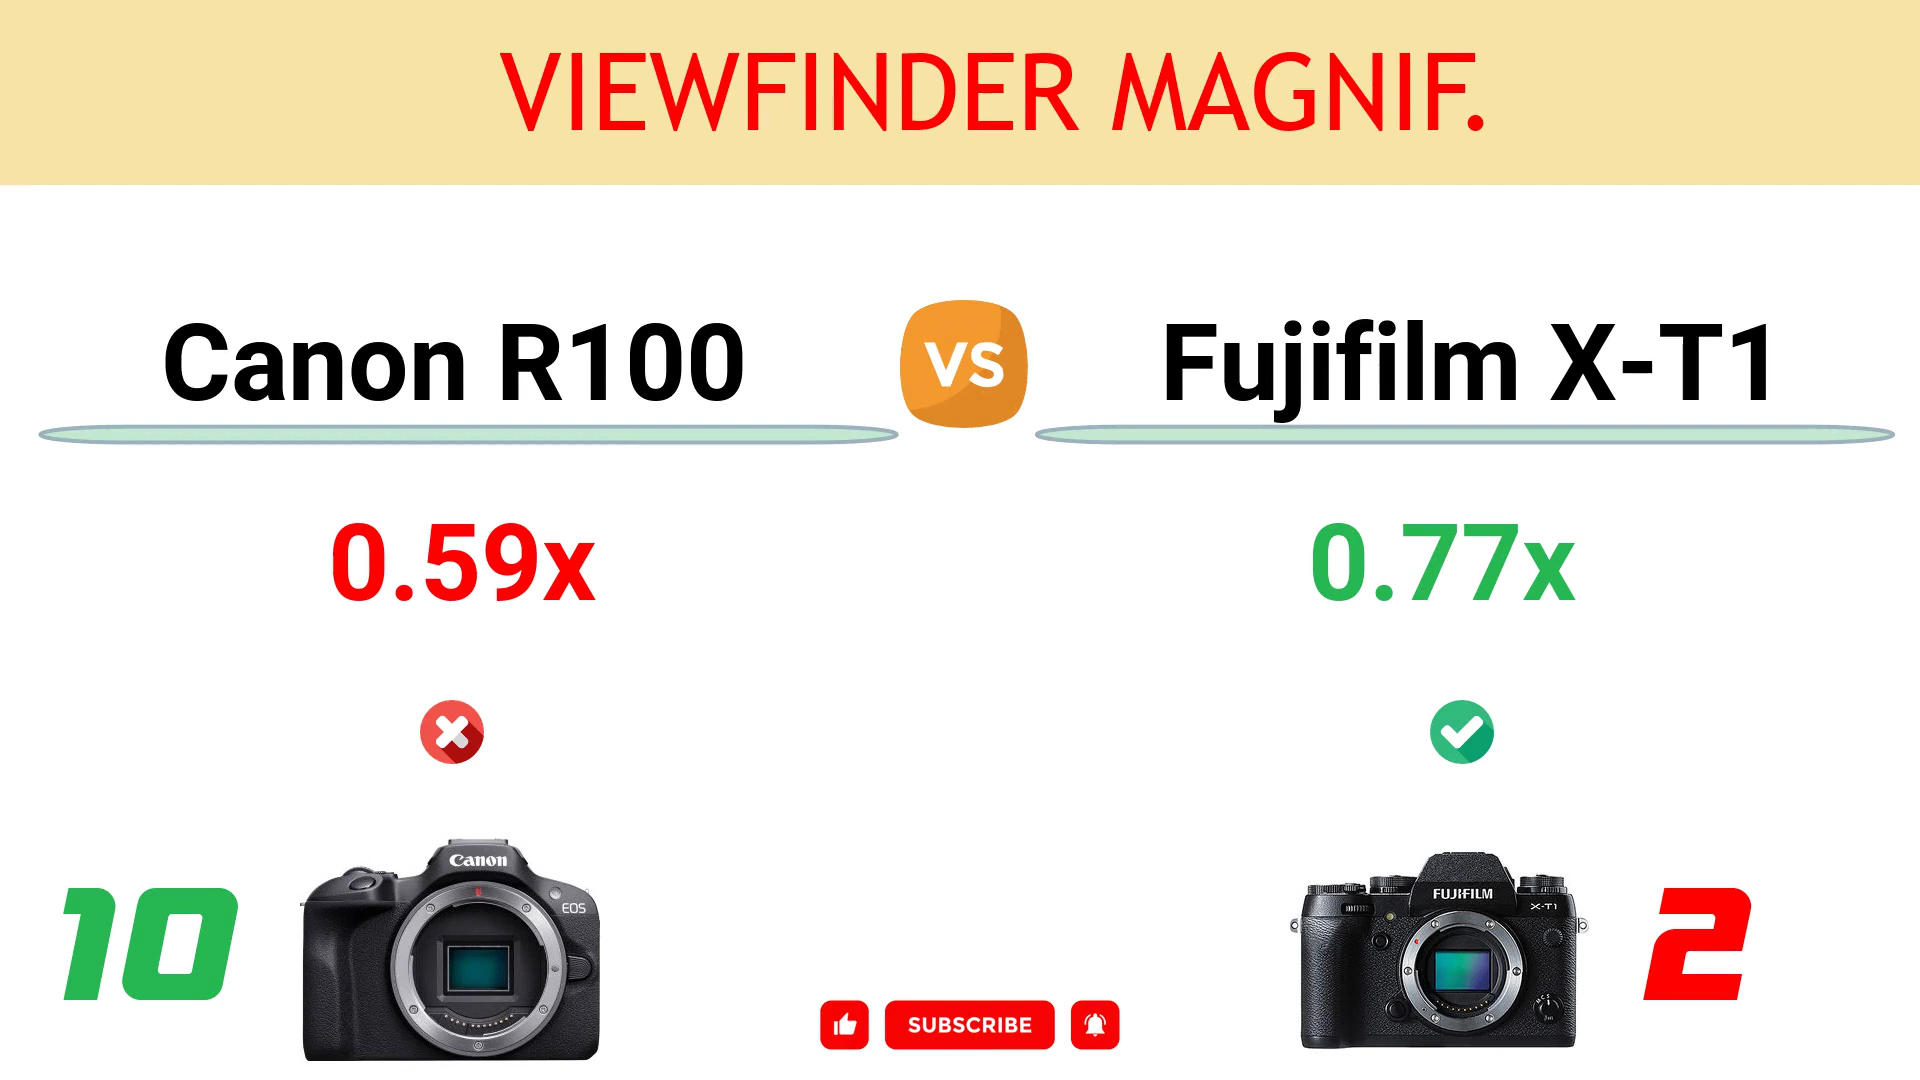 VIEWFINDER MAGNIF.
Canon R100
VS
Fujifilm X-T1
0.59x
0.77x
10
Canon
EOS
FUJIFILM
X-T1
2
SUBSCRIBE